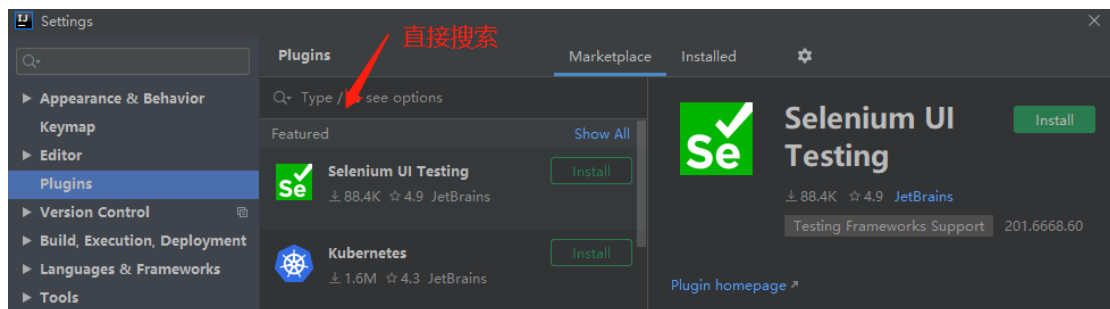 Settings
直接搜索
Plugins
Marketplace
Installed
Type / to see options
Appearance & Behavior
Keymap
Editor
Plugins
Version Control
Build, Execution, Deployment
Languages & Frameworks
Tools
Featured
Show All
Selenium UI Testing
Install
88.4K 4.9 JetBrains
Kubernetes
Install
1.6M 4.3 JetBrains
Se
Se
Selenium UI
Testing
Install
88.4K 4.9 JetBrains
Testing Frameworks Support
201.6668.60
Plugin homepage